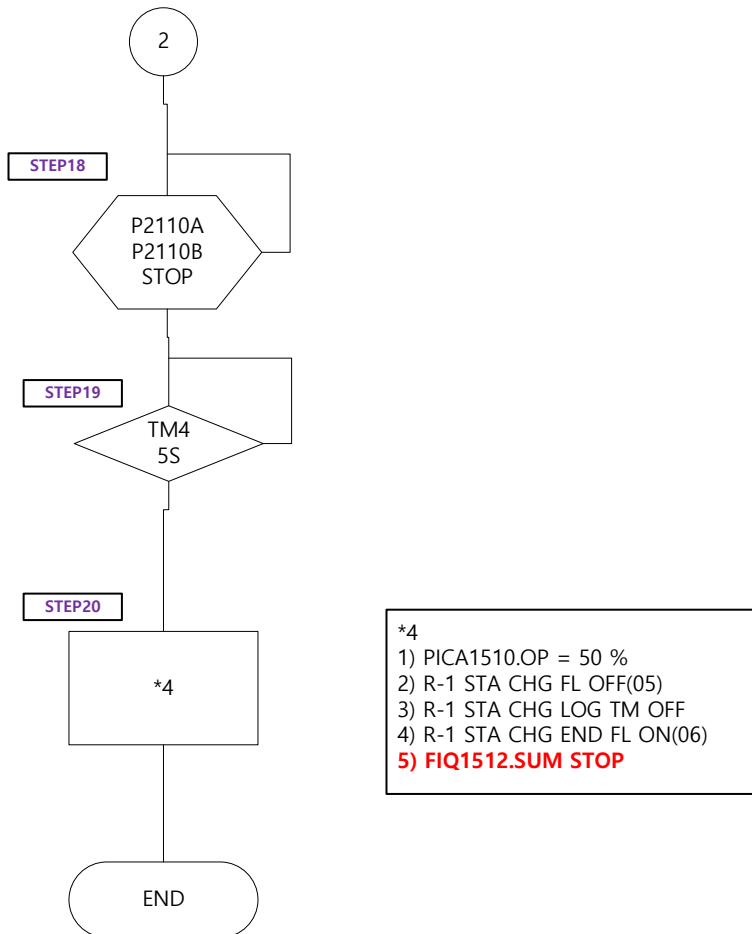 2
STEP18
P2110A
P2110B
STOP
STEP19
TM4
5S
STEP20
*4
*4
1) PICA1510.OP = 50 %
2) R-1 STA CHG FL OFF(05)
3) R-1 STA CHG LOG TM OFF
4) R-1 STA CHG END FL ON(06)
5) FIQ1512.SUM STOP
END